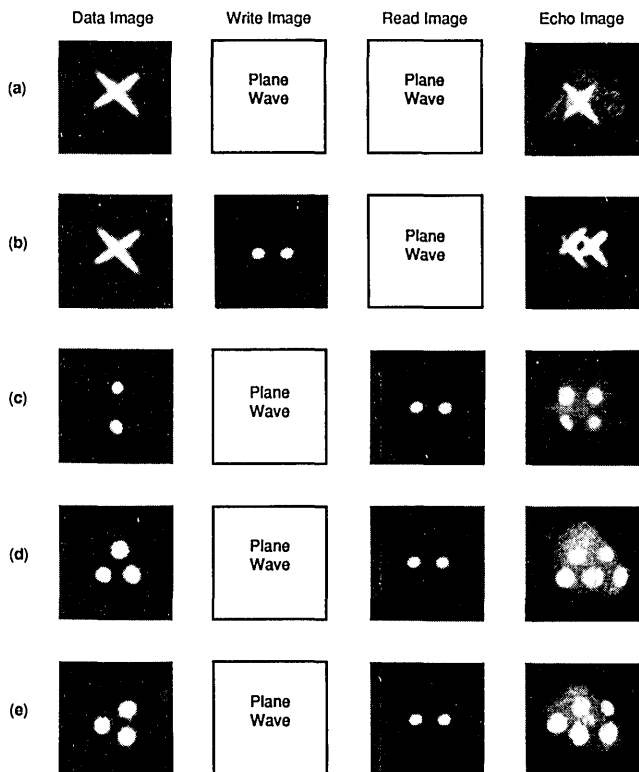 Data Image Write Image Read Image Echo Image
(a) Plane Wave Plane Wave
(b) Plane Wave
(c) Plane Wave
(d) Plane Wave
(e) Plane Wave